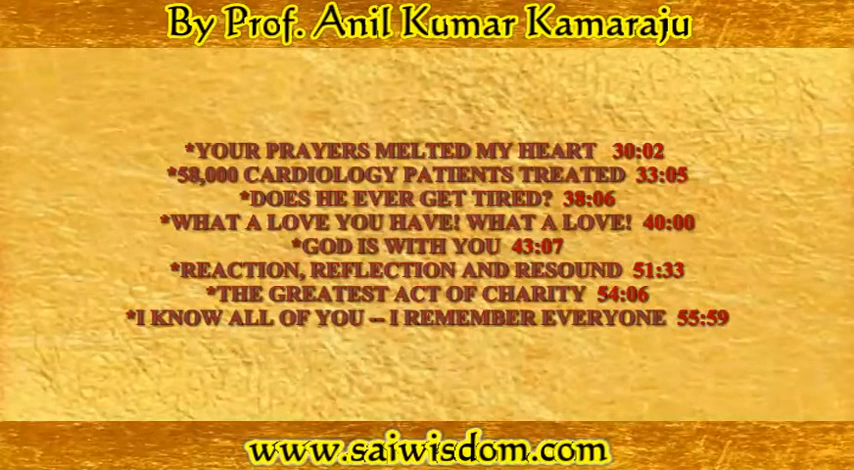 By Prof. Anil Kumar Kamaraju
*YOUR PRAYERS MELTED MY HEART 30:02
*58,000 CARDIOLOGY PATIENTS TREATED 33:05
*DOES HE EVER GET TIRED? 38:06
*WHAT A LOVE YOU HAVE! WHAT A LOVE! 40:00
*GOD IS WITH YOU 43:07
*REACTION, REFLECTION AND RESOUND 51:33
*THE GREATEST ACT OF CHARITY 54:06
*I KNOW ALL OF YOU -- I REMEMBER EVERYONE 55:59
www.saiwisdom.com